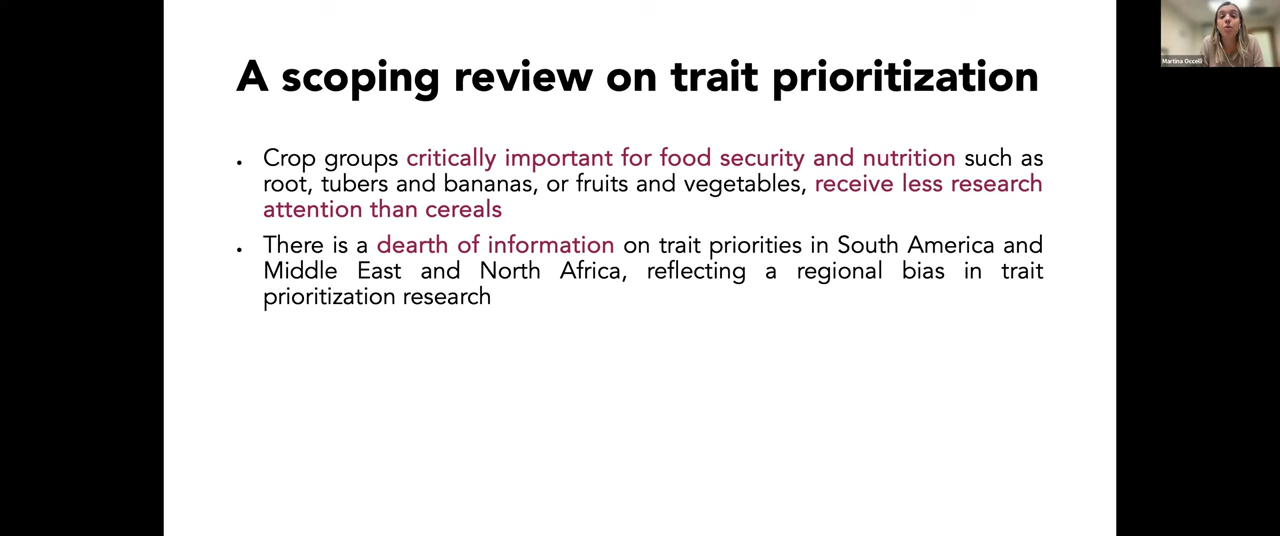 A scoping review on trait prioritization
• Crop groups critically important for food security and nutrition such as
root, tubers and bananas, or fruits and vegetables, receive less research
attention than cereals
• There is a dearth of information on trait priorities in South America and
Middle East and North Africa, reflecting a regional bias in trait
prioritization research
Martina Occelli